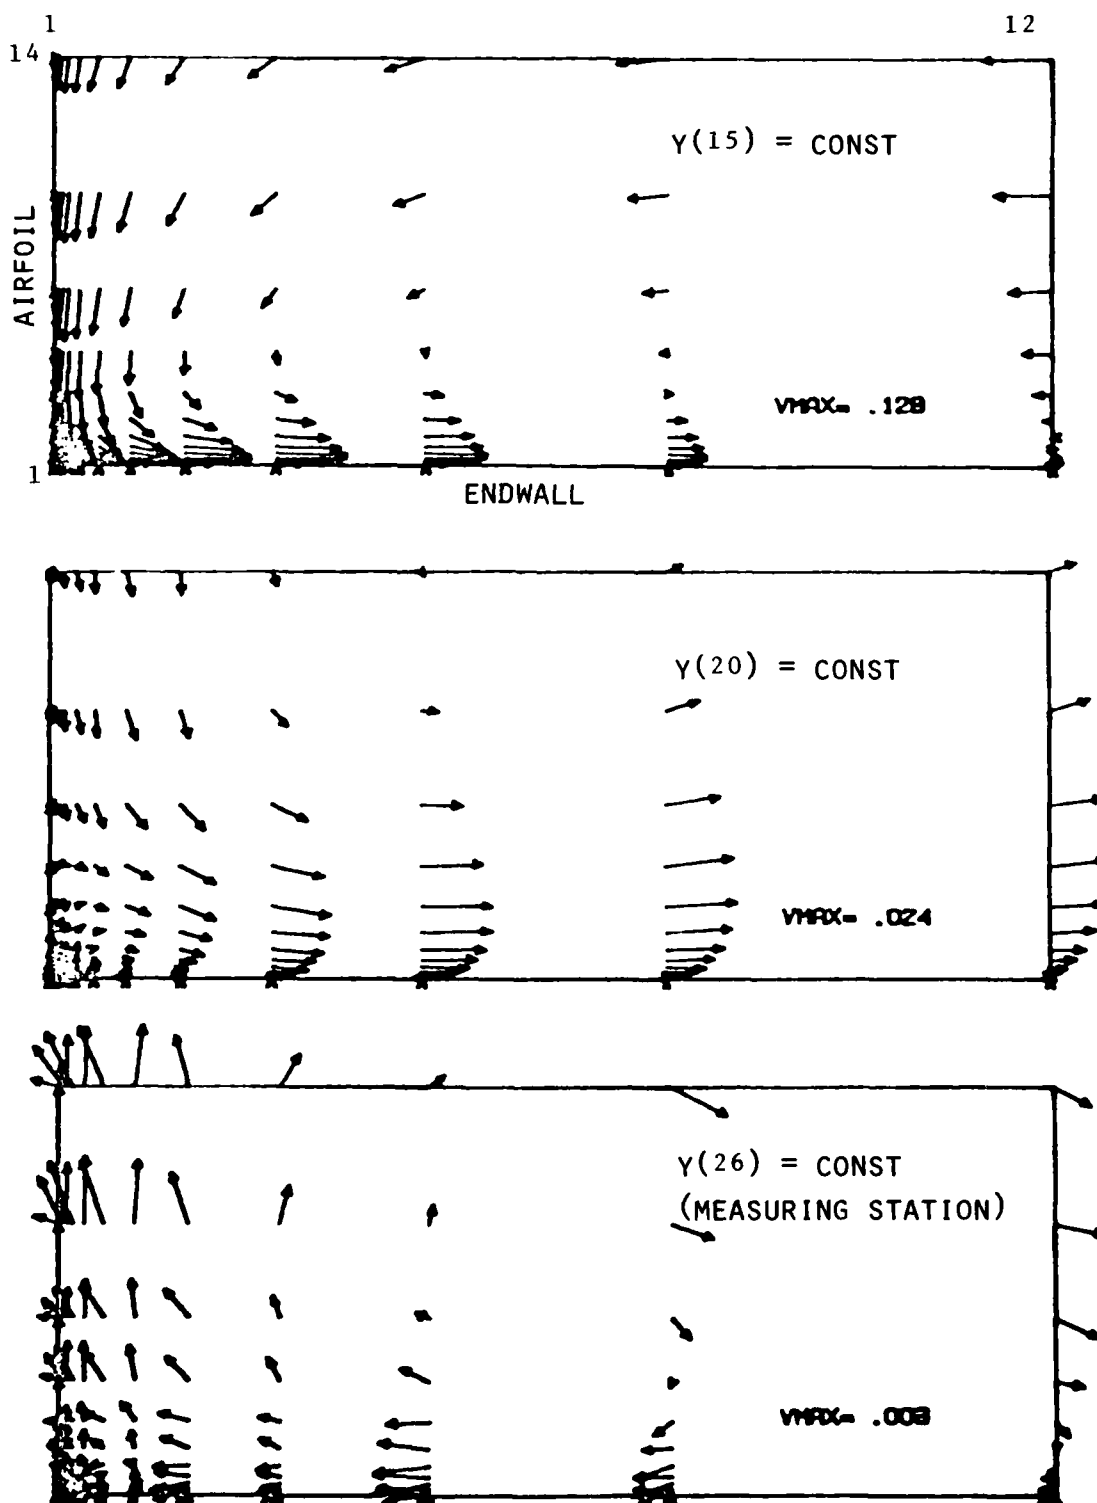 1 12
14
Y(15) = CONST
AIRFOIL
VMAX= .128
1
ENDWALL
Y(20) = CONST
VMAX= .024
Y(26) = CONST
(MEASURING STATION)
VMAX= .008